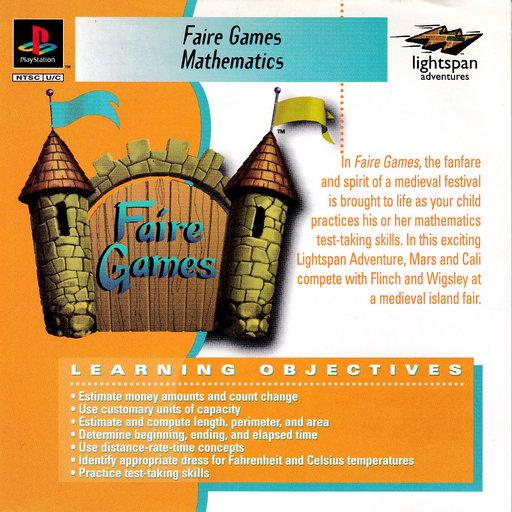 PlayStation
NTSC U/C
™
Faire Games
Mathematics
lightspan
adventures
™
Faire
Games
In Faire Games, the fanfare
and spirit of a medieval festival
is brought to life as your child
practices his or her mathematics
test-taking skills. In this exciting
Lightspan Adventure, Mars and Cali
compete with Flinch and Wigsley at
a medieval island fair.
LEARNING OBJECTIVES
• Estimate money amounts and count change
• Use customary units of capacity
• Estimate and compute length, perimeter, and area
• Determine beginning, ending, and elapsed time
• Use distance-rate-time concepts
• Identify appropriate dress for Fahrenheit and Celsius temperatures
• Practice test-taking skills